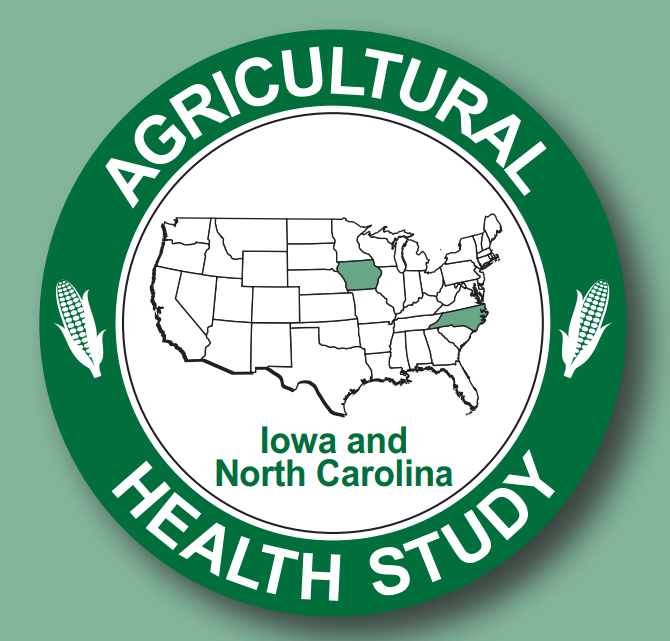 AGRICULTURAL
Iowa and
North Carolina
HEALTH STUDY